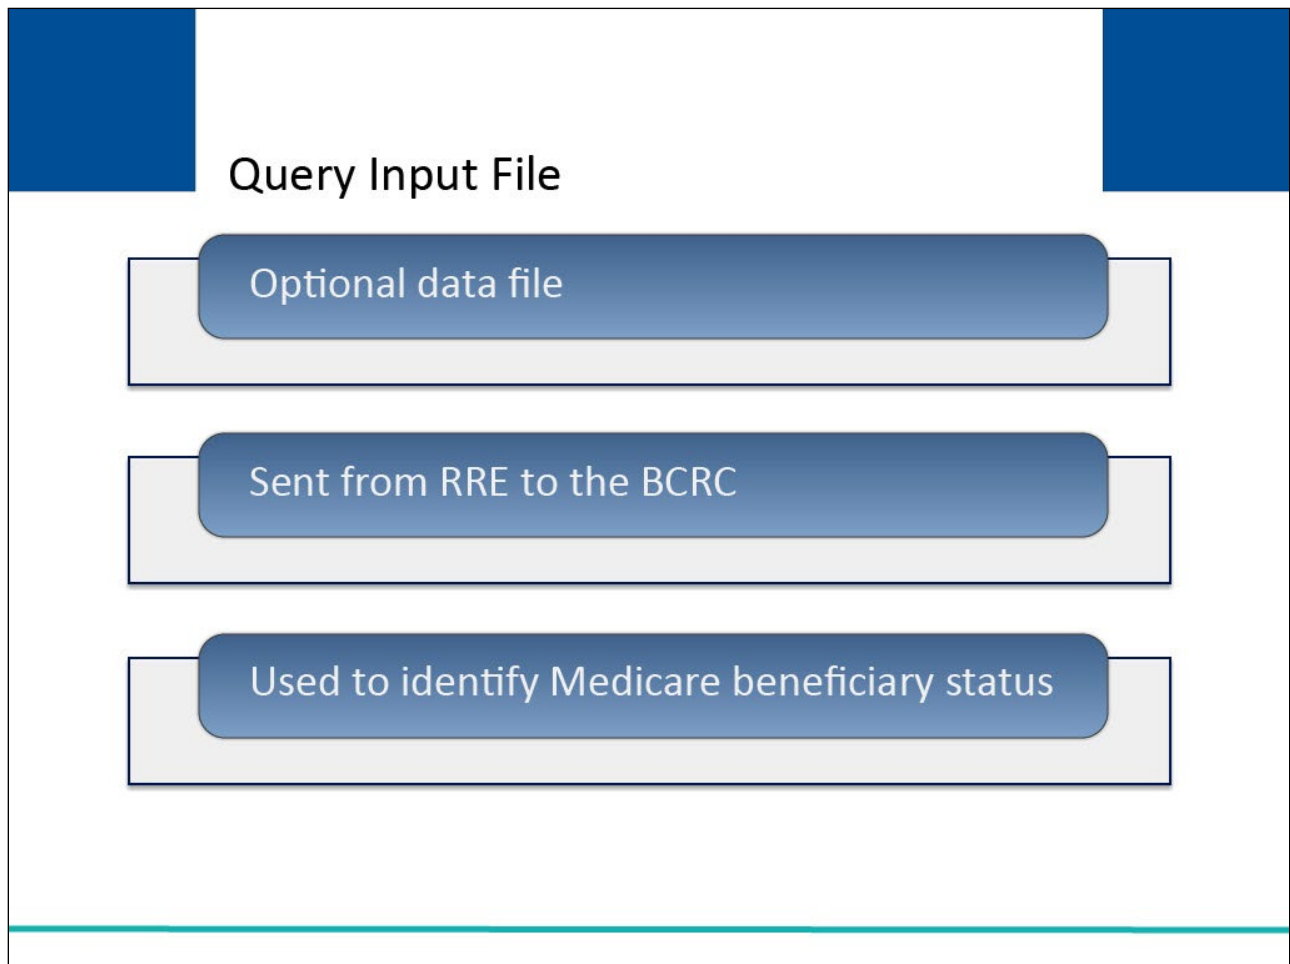 Query Input File
Optional data file
Sent from RRE to the BCRC
Used to identify Medicare beneficiary status